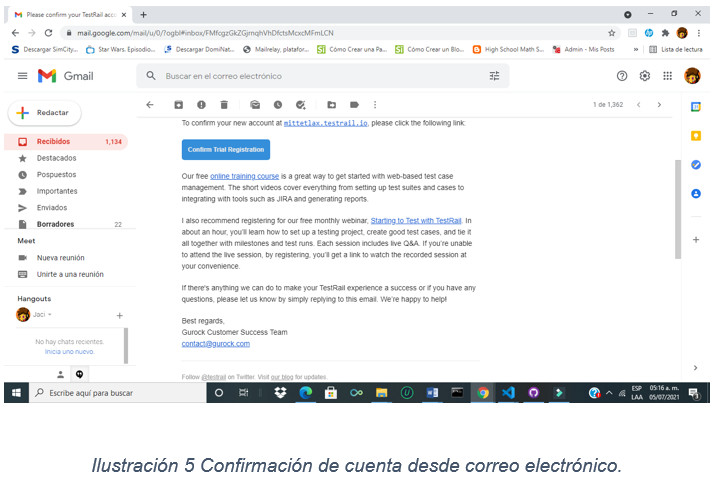 Please confirm your TestRail acc
mail.google.com/mail/u/0/?ogbl#inbox/FMfcgzGkZGjmqhVhDfctsMcxcMFmLCN
Descargar SimCity...
Star Wars. Episodio...
Descargar DomiNat...
Mailrelay, platafor...
Cómo Crear una Pa...
Cómo Crear un Blo...
High School Math S...
Admin - Mis Posts
»
Lista de lectura
Gmail
Buscar en el correo electrónico
Redactar
1 de 1,362
Recibidos 1,134
Destacados
Pospuestos
Importantes
Enviados
Borradores 22
Meet
Nueva reunión
Unirte a una reunión
Hangouts
Jaci
No hay chats recientes.
Inicia uno nuevo.
To confirm your new account at mittetlax.testrail.io, please click the following link:
Confirm Trial Registration
Our free online training course is a great way to get started with web-based test case
management. The short videos cover everything from setting up test suites and cases to
integrating with tools such as JIRA and generating reports.
I also recommend registering for our free monthly webinar, Starting to Test with TestRail. In
about an hour, you'll learn how to set up a testing project, create good test cases, and tie it
all together with milestones and test runs. Each session includes live Q&A. If you're unable
to attend the live session, by registering, you'll get a link to watch the recorded session at
your convenience.
If there's anything we can do to make your TestRail experience a success or if you have any
questions, please let us know by simply replying to this email. We're happy to help!
Best regards,
Gurock Customer Success Team
contact@gurock.com
Follow @testrail on Twitter. Visit our blog for updates.
Escribe aquí para buscar
ESP
LAA
05:16 a. m.
05/07/2021
3
Ilustración 5 Confirmación de cuenta desde correo electrónico.